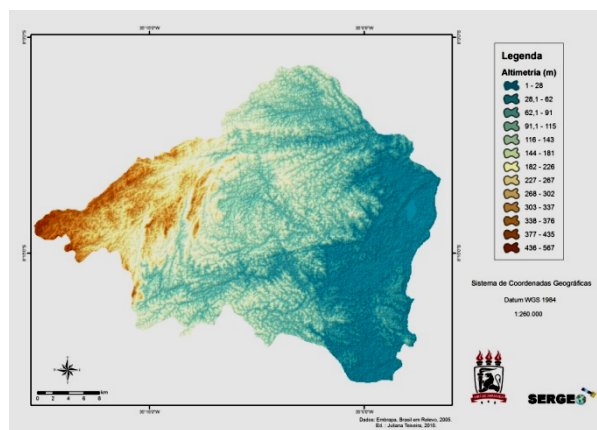 Legenda
Altimetria (m)
1 - 28
28,1 - 62
62,1 - 91
91,1 - 115
116 - 143
144 - 181
182 - 226
227 - 267
268 - 302
303 - 337
338 - 376
377 - 435
436 - 567
Sistema de Coordenadas Geográficas
Datum WGS 1984
1:260.000
0 2 4 6 8
km
SERGEO
Dados: Embrapa, Brasil em Relevo, 2005.
Ed. : Juliana Teixeira, 2010.